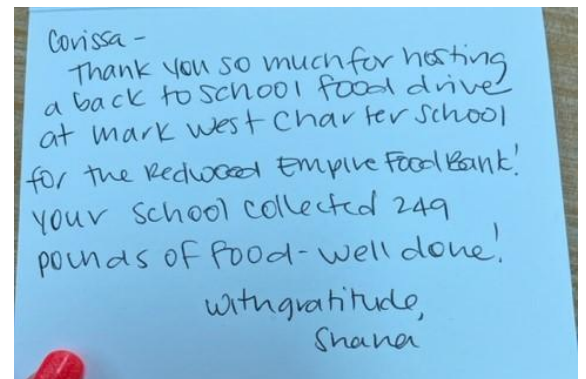 Corissa -
Thank you so much for hosting
a back to school food drive
at Mark West Charter School
for the Redwood Empire Food Bank!
your school collected 249
pounds of food - well done!
with gratitude,
Shana